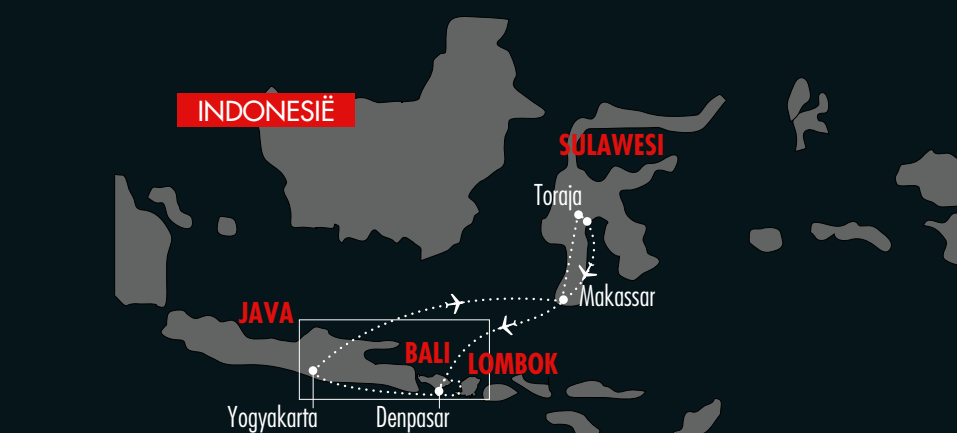 INDONESIË
SULAWESI
Toraja
Makassar
JAVA
BALI
LOMBOK
Yogyakarta
Denpasar